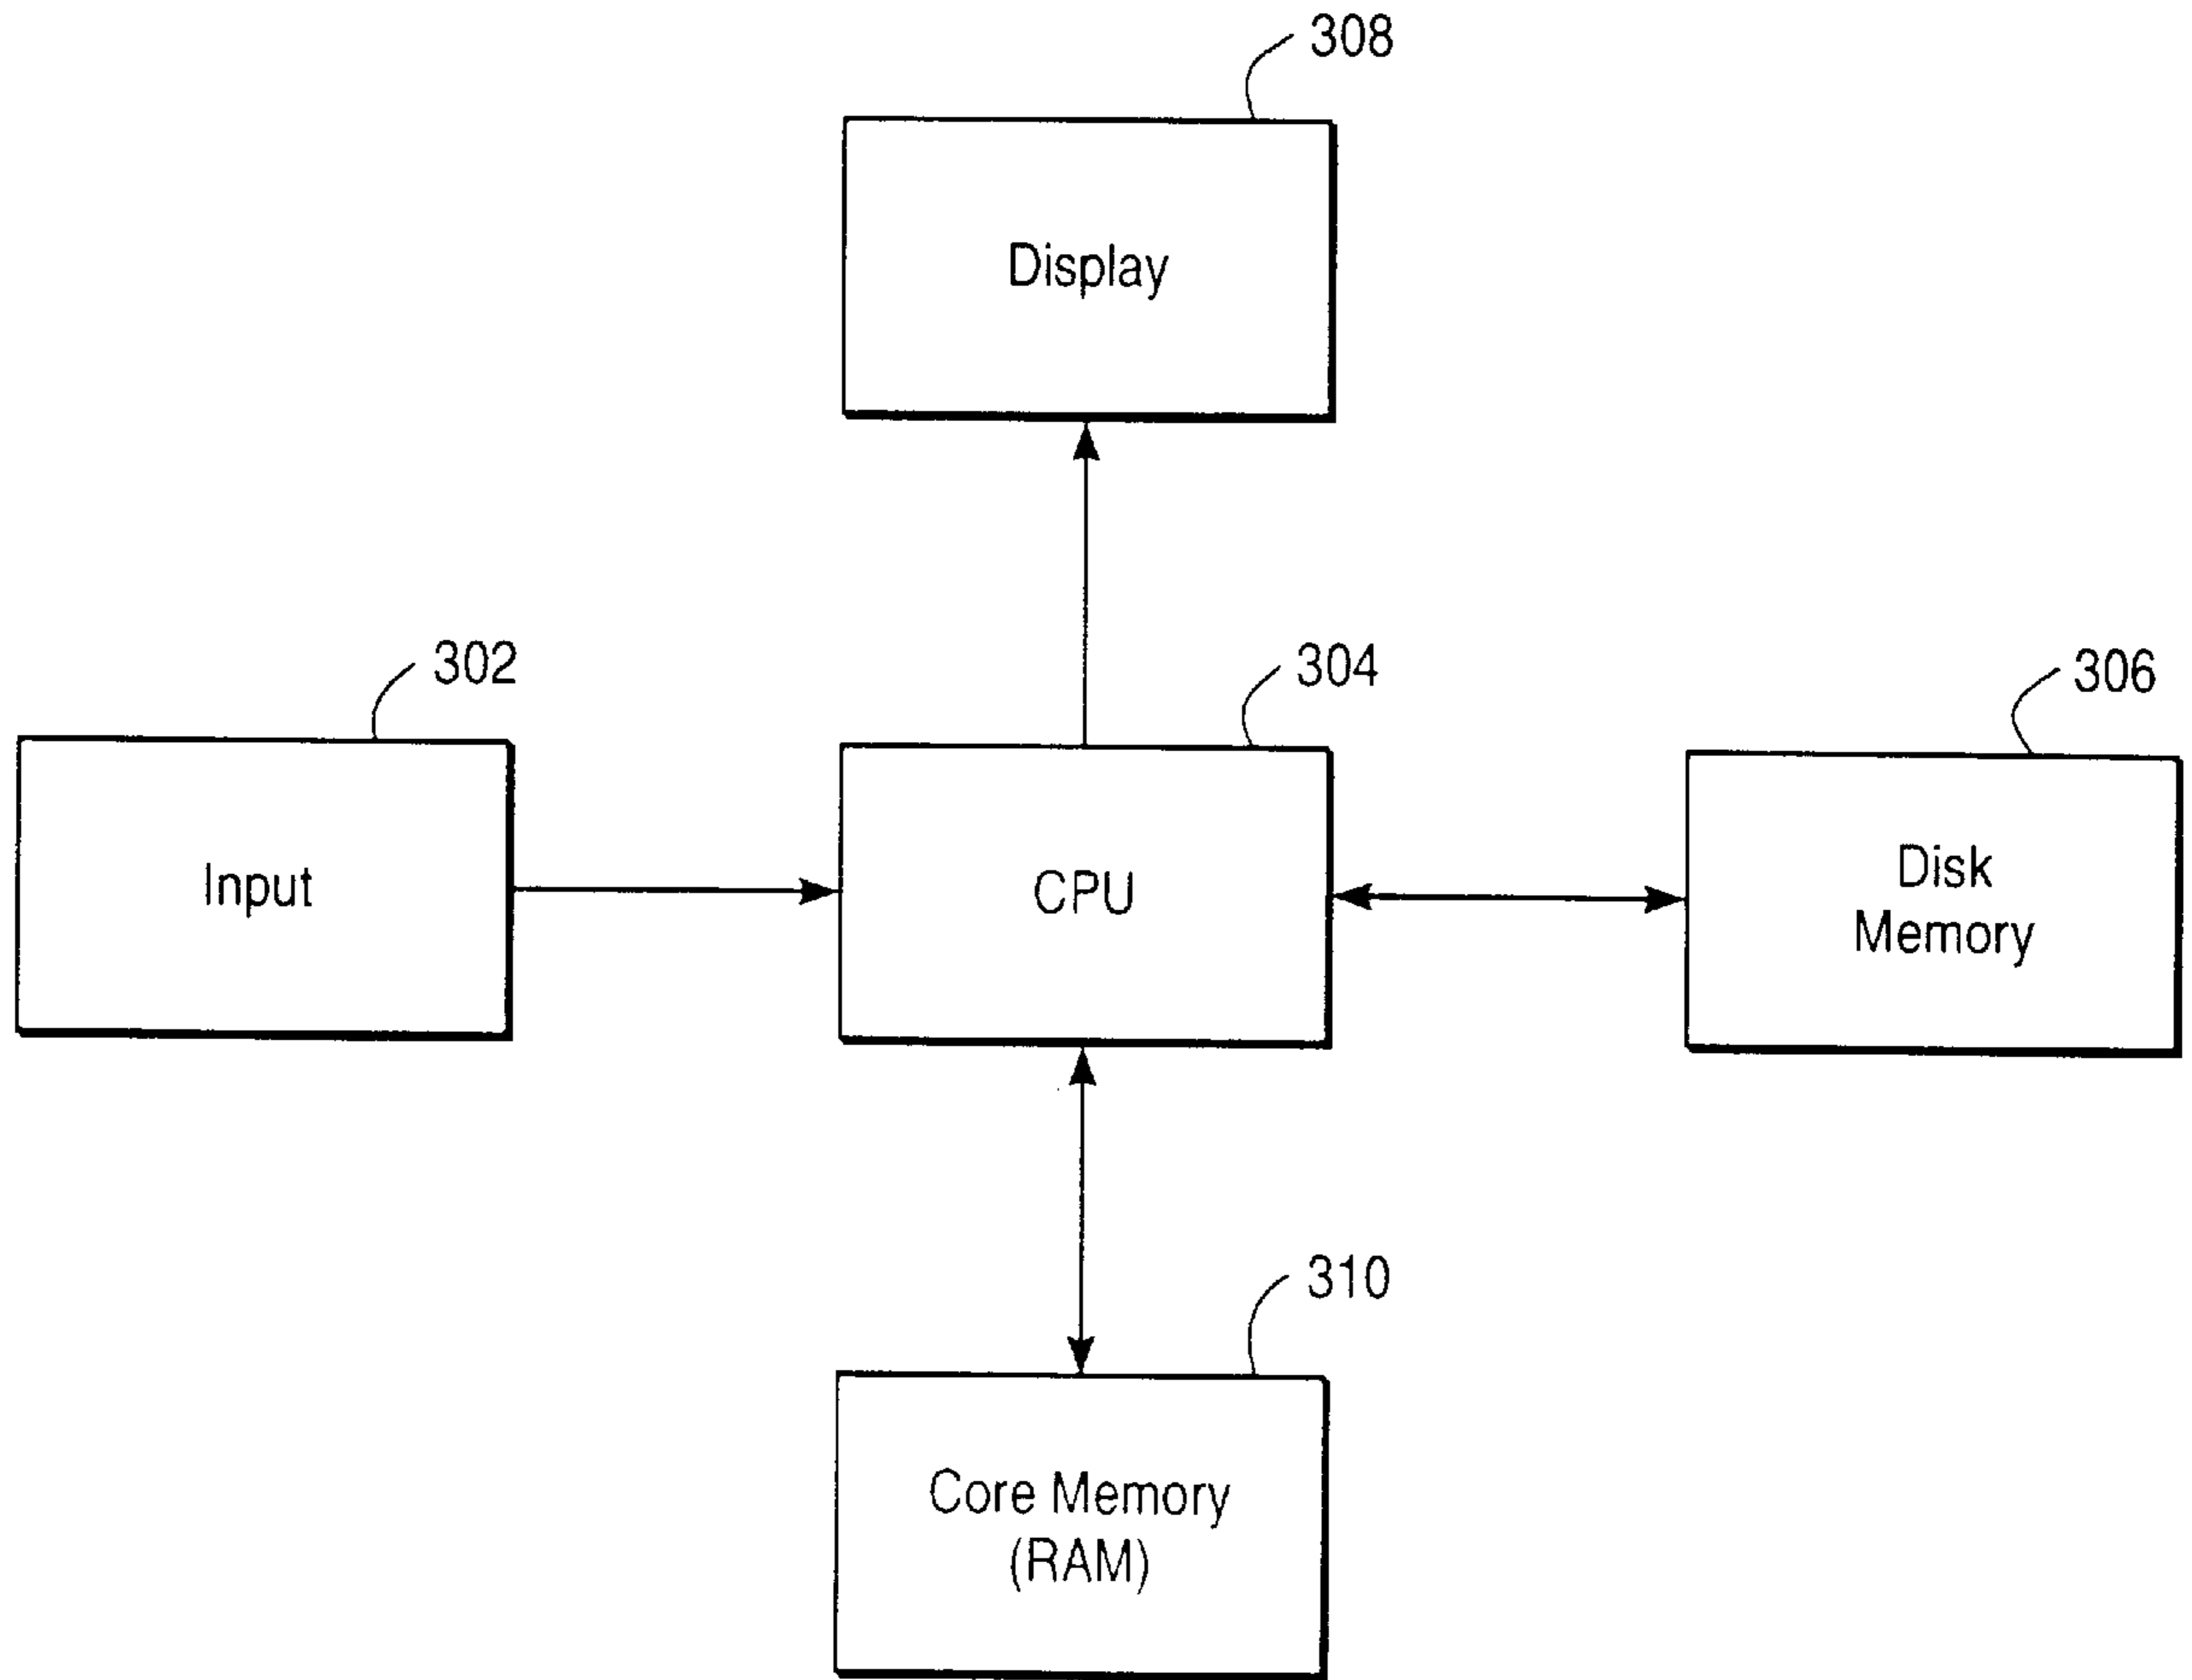 308
Display
302
304
306
Input
CPU
Disk
Memory
310
Core Memory
(RAM)